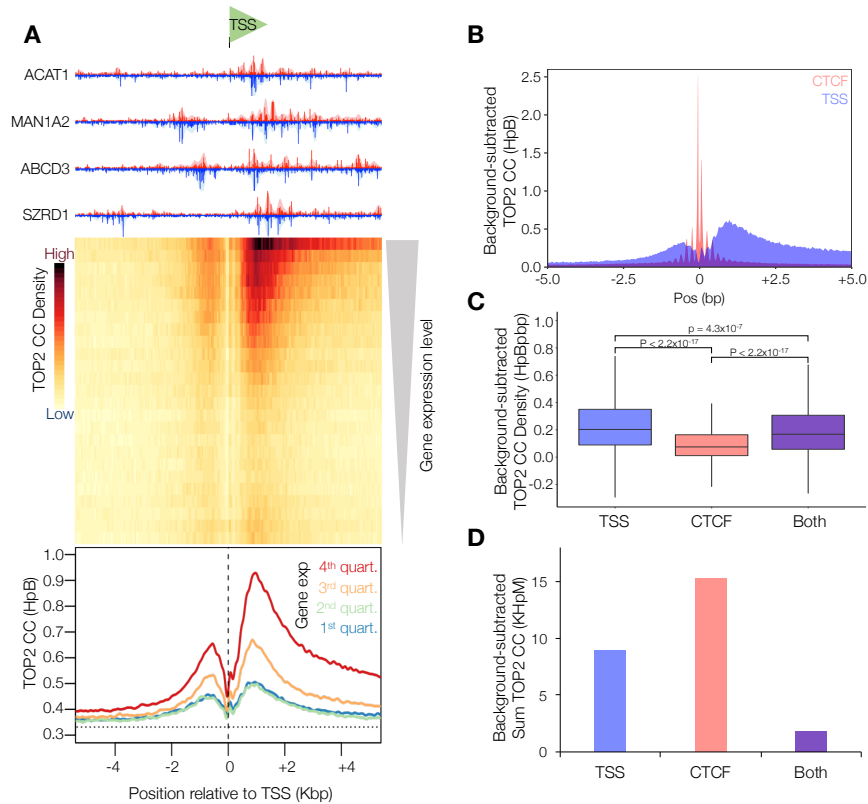 A
TSS
ACAT1
MAN1A2
ABCD3
SZRD1
High
TOP2 CC Density
Low
Gene expression level
1.0
0.9
0.8
0.7
0.6
0.5
0.4
0.3
TOP2 CC (HpB)
Gene exp
4th quart.
3rd quart.
2nd quart.
1st quart.
-4 -2 0 +2 +4
Position relative to TSS (Kbp)
B
Background-subtracted
TOP2 CC (HpB)
2.5
2.0
1.5
1.0
0.5
0.0
CTCF
TSS
-5.0 -2.5 0 +2.5 +5.0
Pos (bp)
C
Background-subtracted
TOP2 CC Density (HpBpbp)
1.0
0.8
0.6
0.4
0.2
0.0
-0.2
p = 4.3x10-7
P < 2.2x10-17
P < 2.2x10-17
TSS CTCF Both
D
Background-subtracted
Sum TOP2 CC (KHpM)
15
10
5
0
TSS CTCF Both